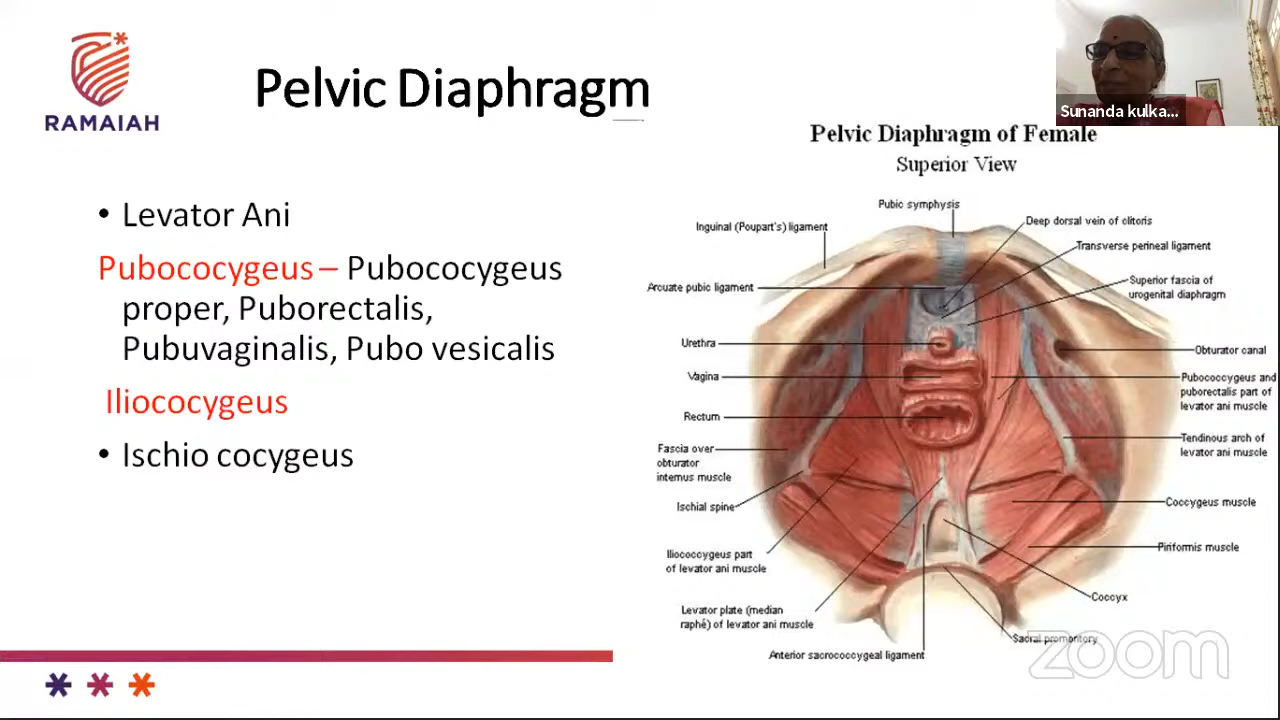 RAMAIAH
Pelvic Diaphragm
Sunanda kulka...
• Levator Ani
Pubococygeus – Pubococygeus
proper, Puborectalis,
Pubuvaginalis, Pubo vesicalis
Iliococygeus
• Ischio cocygeus
Pelvic Diaphragm of Female
Superior View
Pubic symphysis
Inguinal (Poupart's) ligament
Deep dorsal vein of clitoris
Transverse perineal ligament
Arcuate pubic ligament
Superior fascia of
urogenital diaphragm
Urethra
Obturator canal
Vagina
Pubococcygeus and
puborectalis part of
levator ani muscle
Rectum
Fascia over
obturator
internus muscle
Tendinous arch of
levator ani muscle
Ischial spine
Coccygeus muscle
Iliococcygeus part
of levator ani muscle
Piriformis muscle
Coccyx
Levator plate (median
raphé) of levator ani muscle
Sacral promontory
Anterior sacrococcygeal ligament
zoom